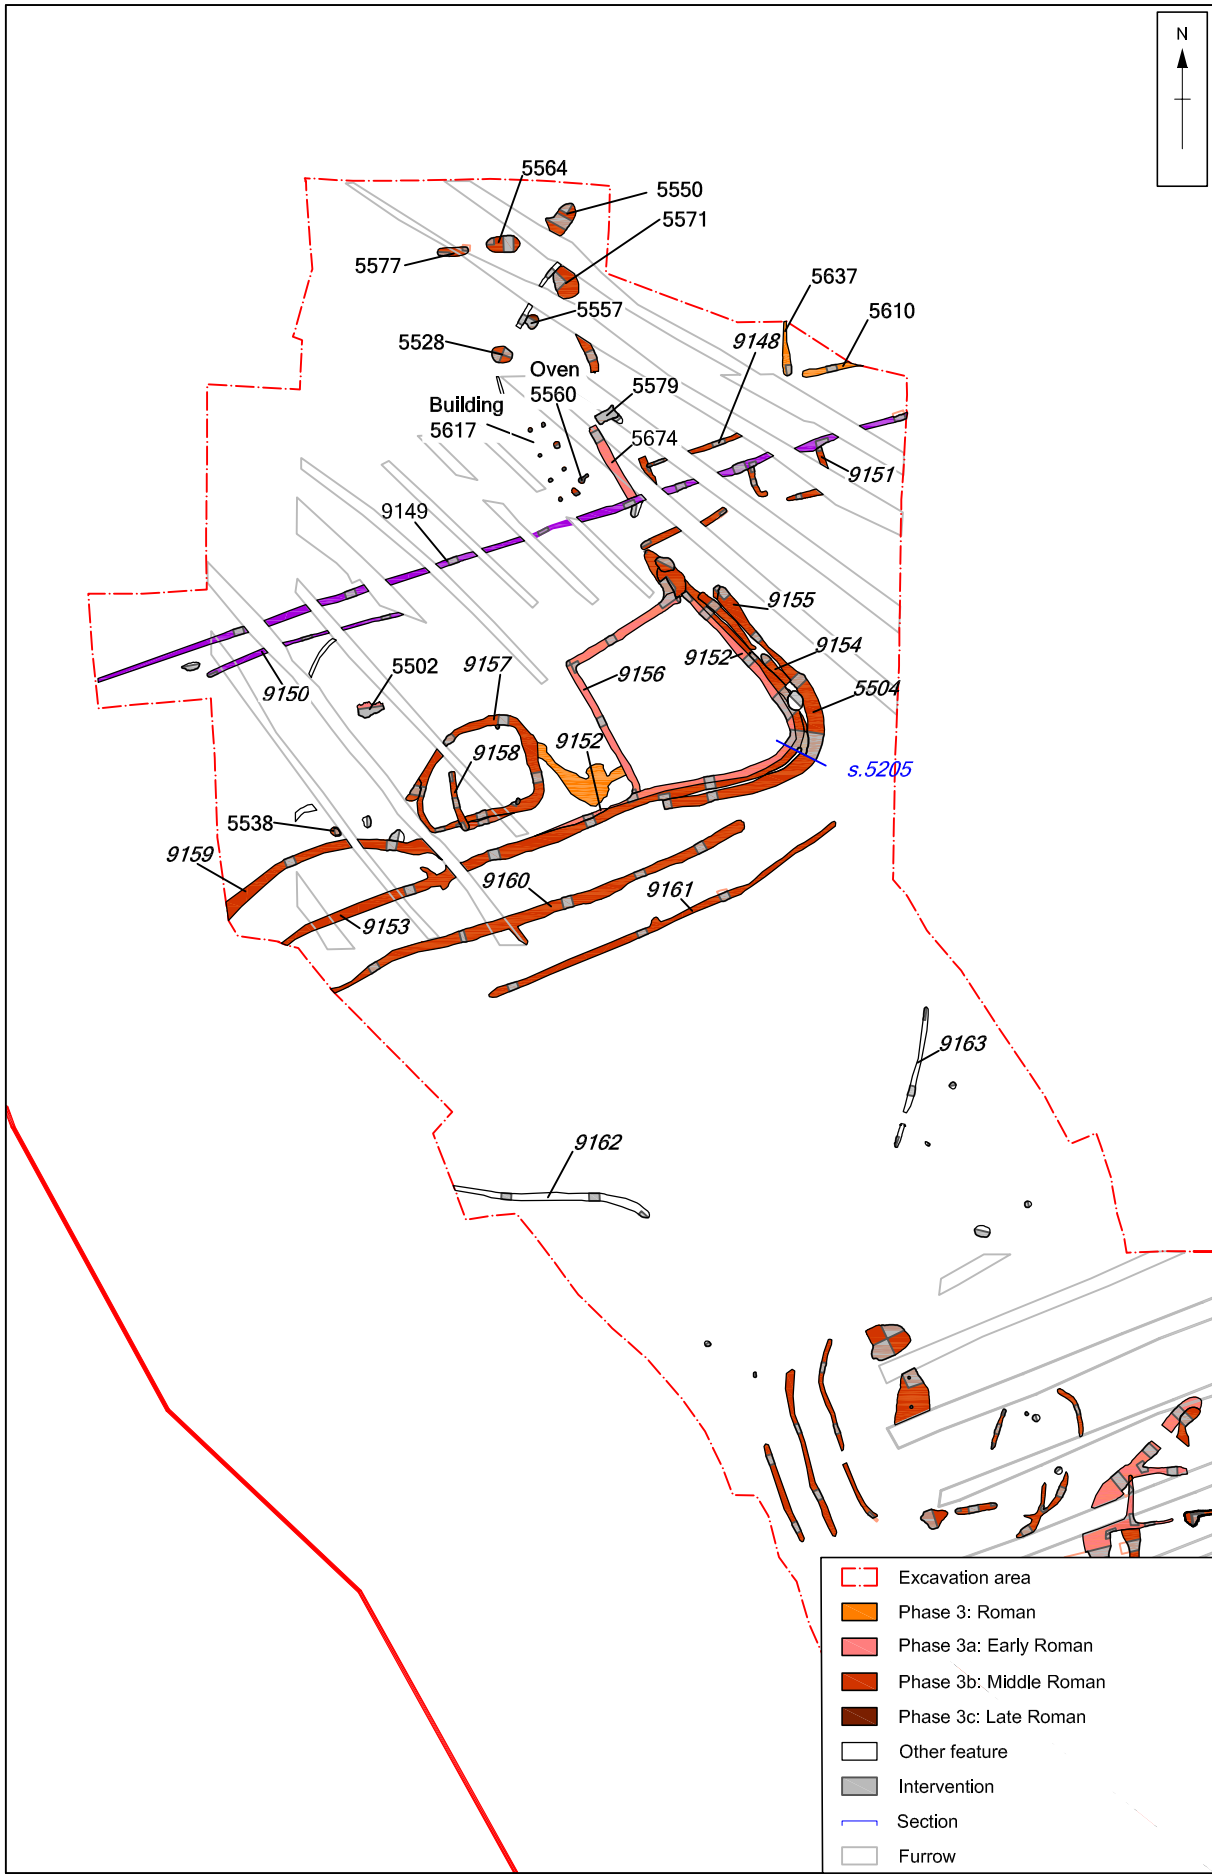 N
5564
5550
5571
5577
5557
5637
5610
5528
9148
Oven
5560
5579
Building
5617
5674
9151
9149
9155
9154
9152
5504
9156
9150
5502
9157
9158
9152
s.5205
5538
9159
9160
9161
9153
9163
9162
Excavation area
Phase 3: Roman
Phase 3a: Early Roman
Phase 3b: Middle Roman
Phase 3c: Late Roman
Other feature
Intervention
Section
Furrow